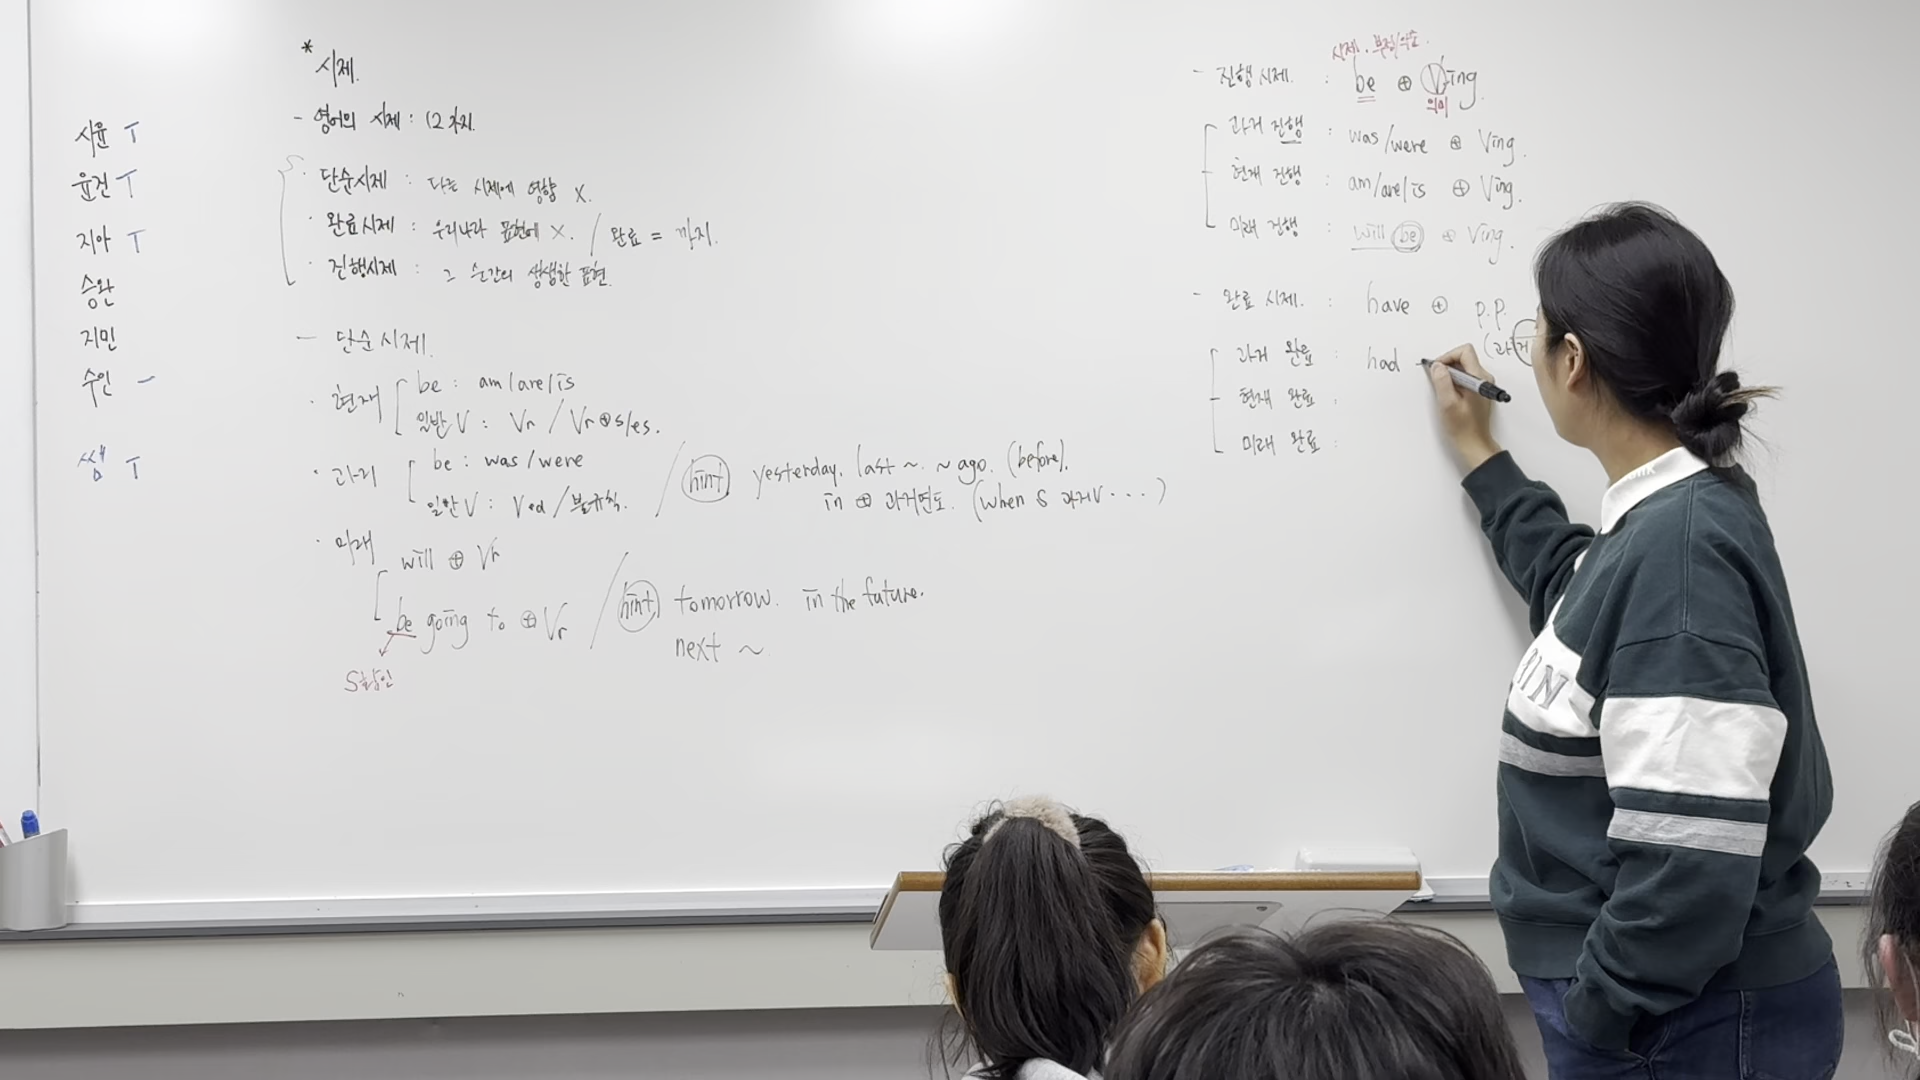 시윤 T
윤건 T
지아 T
승완
지민
수인 -
쌤 T
* 시제.
- 영어의 시제 : 12가지.
· 단순시제 : 다른 시제에 영향 X.
· 완료시제 : 우리나라 표현에 X. / 완료 = 까지.
· 진행시제 : 그 순간의 생생한 표현.
- 단순시제.
· 현재 be : am/are/is
일반V : Vr / Vr⊕s/es.
· 과거 be : was/were
일반V : Ved/불규칙. / hint yesterday. last ~. ~ ago. (before).
in ⊕ 과거연도. (when S 과거V ···)
· 미래 will ⊕ Vr
be going to ⊕ Vr / hint tomorrow. in the future.
next ~
S확인
시제.
- 진행시제. : be ⊕ Ving.
의미
과거 진행 : was/were ⊕ Ving.
현재 진행 : am/are/is ⊕ Ving.
미래 진행 : will be ⊕ Ving.
- 완료 시제. : have ⊕ p.p.
(과거
과거 완료 : had
현재 완료 :
미래 완료 :